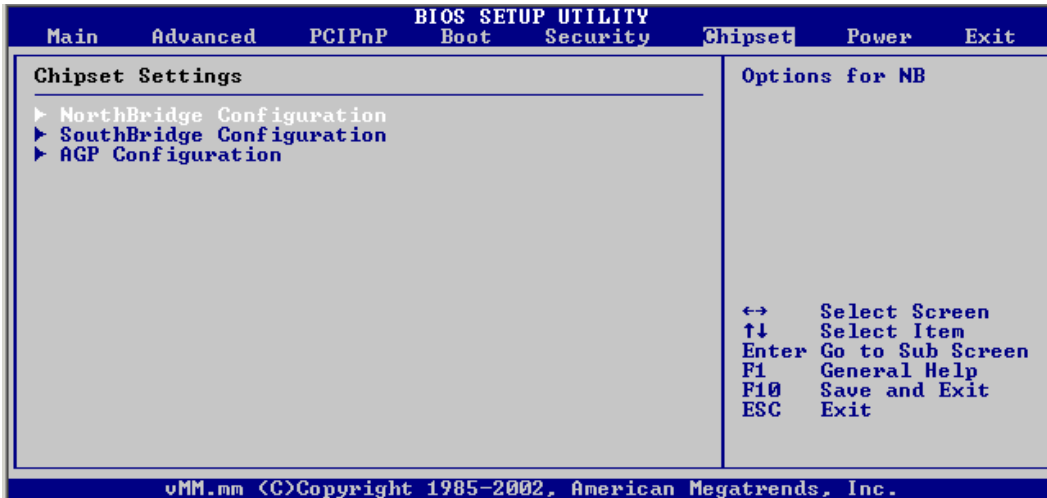 BIOS SETUP UTILITY
Main Advanced PCIPnP Boot Security Chipset Power Exit
Chipset Settings
▶ NorthBridge Configuration
▶ SouthBridge Configuration
▶ AGP Configuration
Options for NB
↔ Select Screen
↑↓ Select Item
Enter Go to Sub Screen
F1 General Help
F10 Save and Exit
ESC Exit
vMM.mm (C)Copyright 1985-2002, American Megatrends, Inc.